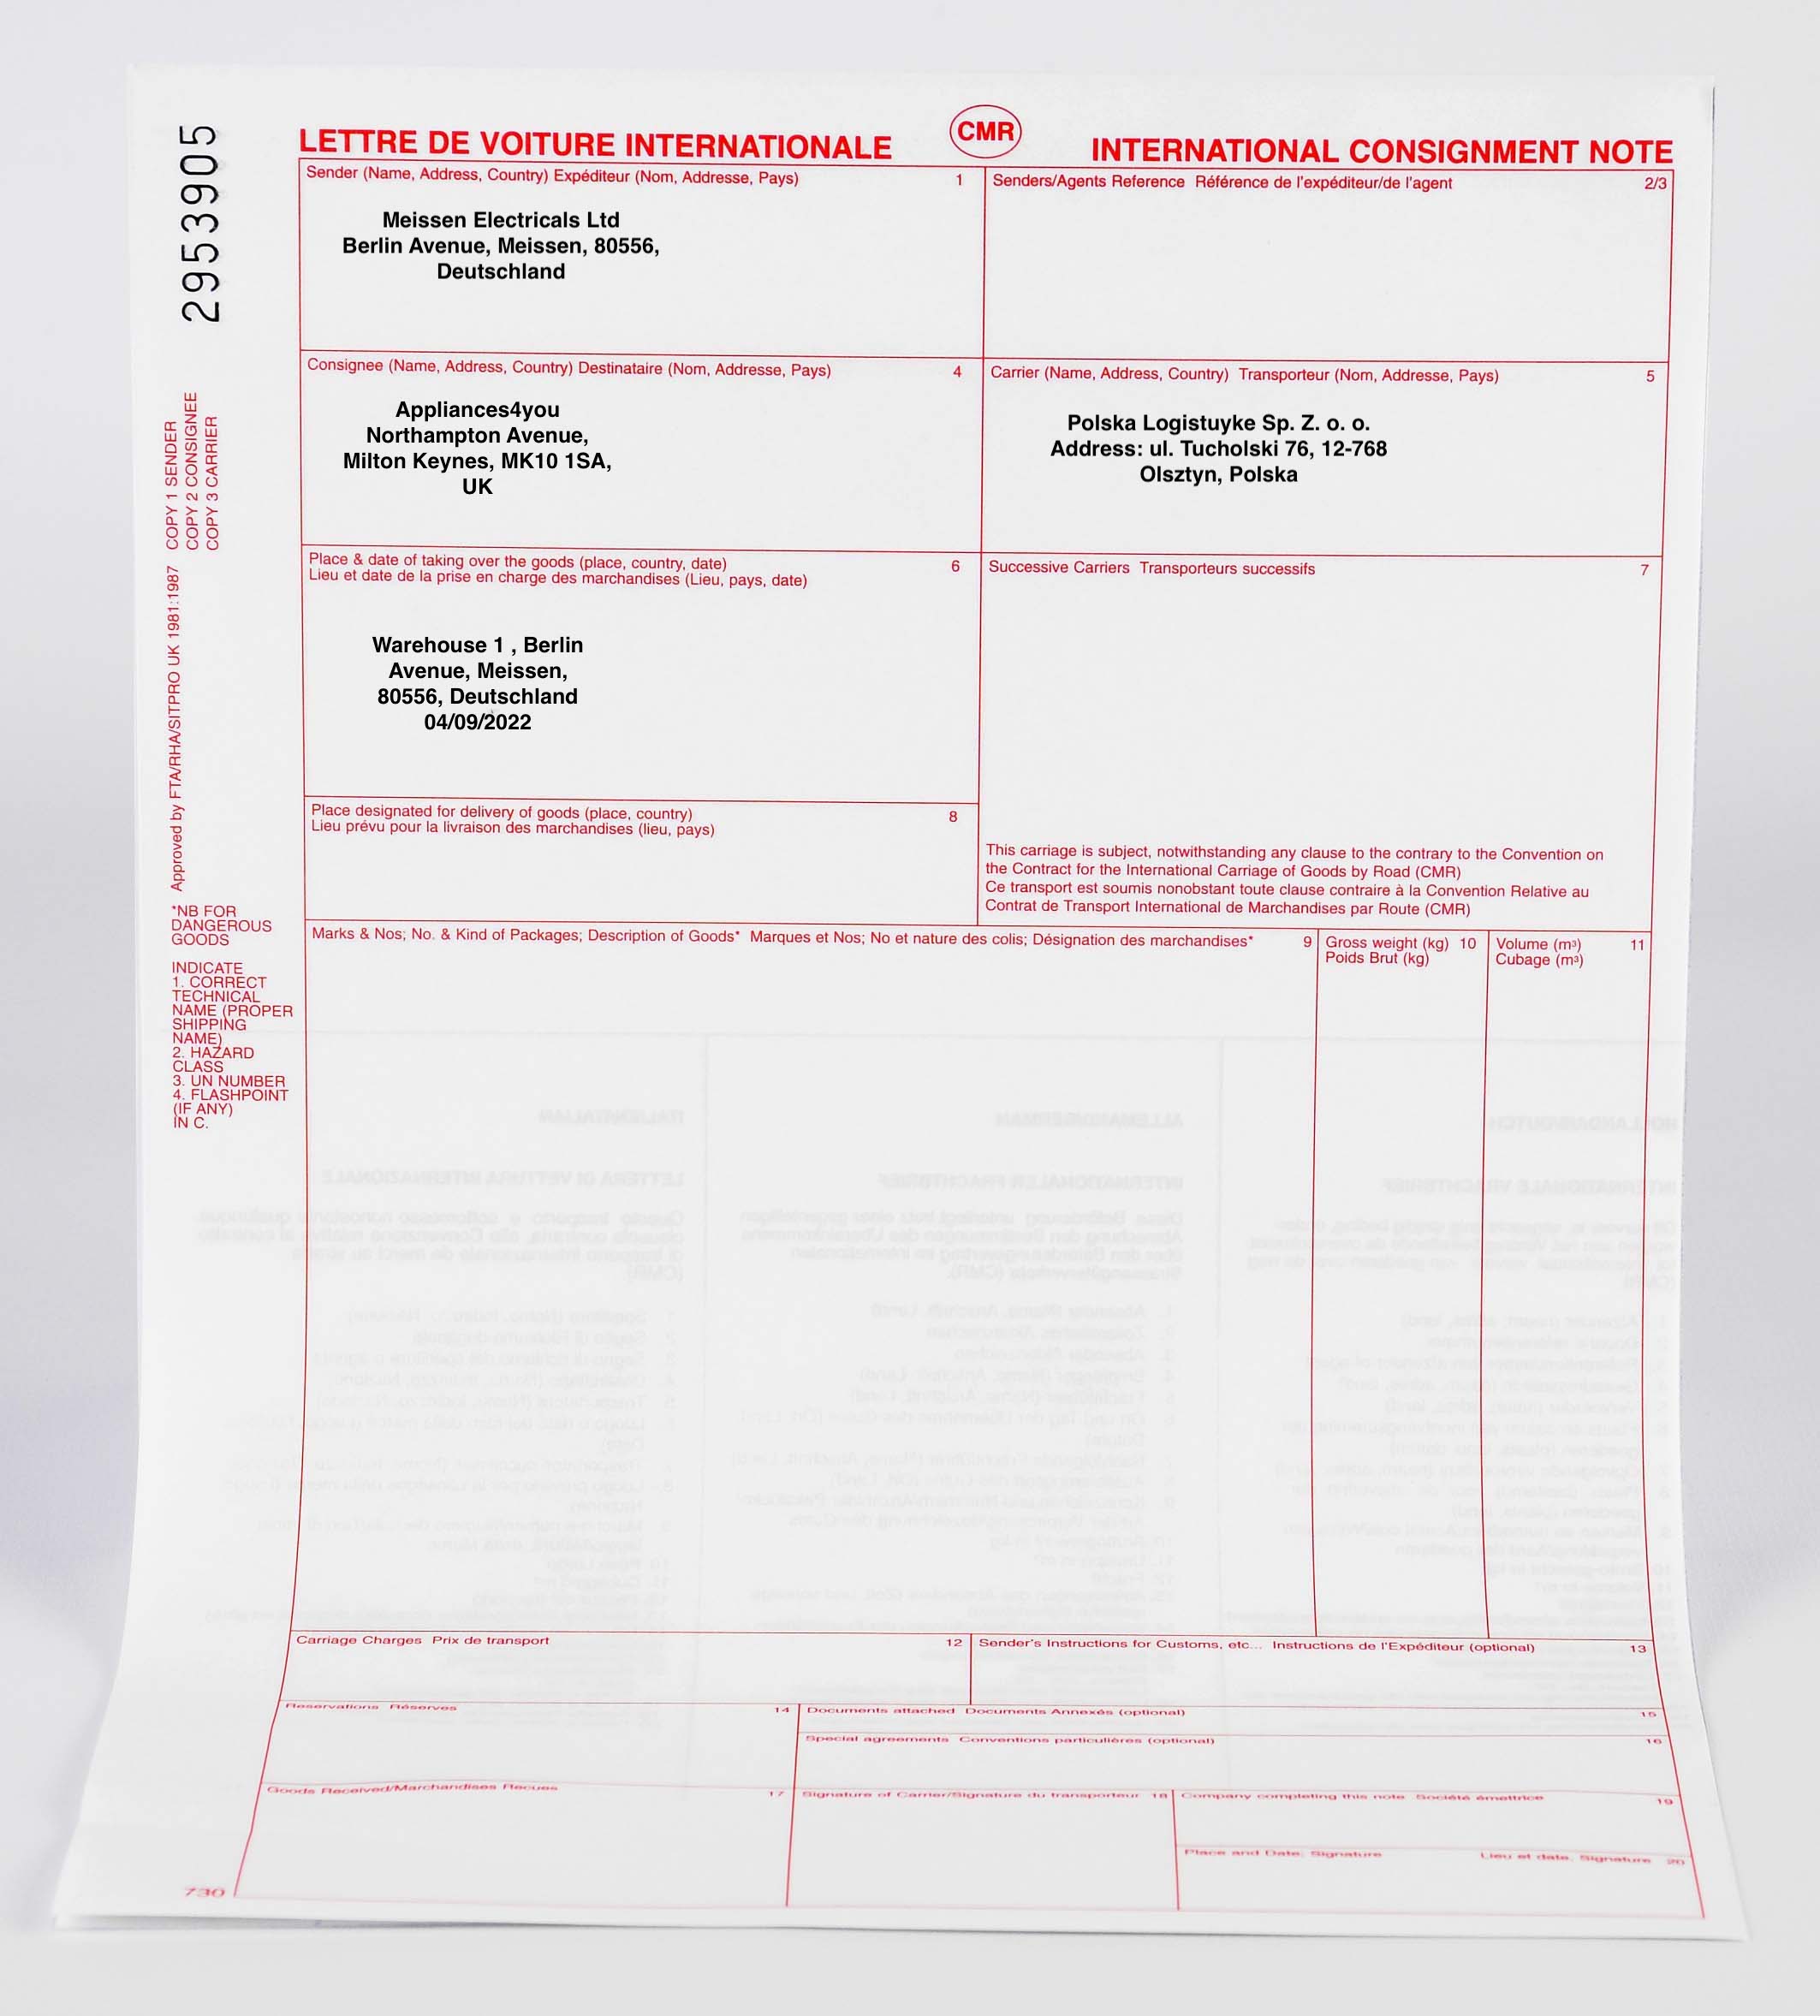 2953905
LETTRE DE VOITURE INTERNATIONALE
CMR
INTERNATIONAL CONSIGNMENT NOTE
Sender (Name, Address, Country) Expéditeur (Nom, Addresse, Pays) 1
Meissen Electricals Ltd
Berlin Avenue, Meissen, 80556,
Deutschland
Senders/Agents Reference Référence de l'expéditeur/de l'agent 2/3
Consignee (Name, Address, Country) Destinataire (Nom, Addresse, Pays) 4
Appliances4you
Northampton Avenue,
Milton Keynes, MK10 1SA,
UK
Carrier (Name, Address, Country) Transporteur (Nom, Addresse, Pays) 5
Polska Logistuyke Sp. Z. o. o.
Address: ul. Tucholski 76, 12-768
Olsztyn, Polska
Place & date of taking over the goods (place, country, date) 6
Lieu et date de la prise en charge des marchandises (Lieu, pays, date)
Warehouse 1 , Berlin
Avenue, Meissen,
80556, Deutschland
04/09/2022
Successive Carriers Transporteurs successifs 7
Place designated for delivery of goods (place, country) 8
Lieu prévu pour la livraison des marchandises (lieu, pays)
This carriage is subject, notwithstanding any clause to the contrary to the Convention on
the Contract for the International Carriage of Goods by Road (CMR)
Ce transport est soumis nonobstant toute clause contraire à la Convention Relative au
Contrat de Transport International de Marchandises par Route (CMR)
Marks & Nos; No. & Kind of Packages; Description of Goods* Marques et Nos; No et nature des colis; Désignation des marchandises* 9
Gross weight (kg) 10
Poids Brut (kg)
Volume (m³) 11
Cubage (m³)
COPY 1 SENDER
COPY 2 CONSIGNEE
COPY 3 CARRIER
Approved by FTA/RHA/SITPRO UK 1981:1987
*NB FOR
DANGEROUS
GOODS
INDICATE
1. CORRECT
TECHNICAL
NAME (PROPER
SHIPPING
NAME)
2. HAZARD
CLASS
3. UN NUMBER
4. FLASHPOINT
(IF ANY)
IN C.
Carriage Charges Prix de transport 12
Sender's Instructions for Customs, etc... Instructions de l'Expéditeur (optional) 13
Reservations Réserves 14
Documents attached Documents Annexés (optional) 15
Special agreements Conventions particulières (optional) 16
Goods Received/Marchandises Recues 17
Signature of Carrier/Signature du transporteur 18
Company completing this note Société émettrice 19
Place and Date, Signature Lieu et date, Signature 20
730